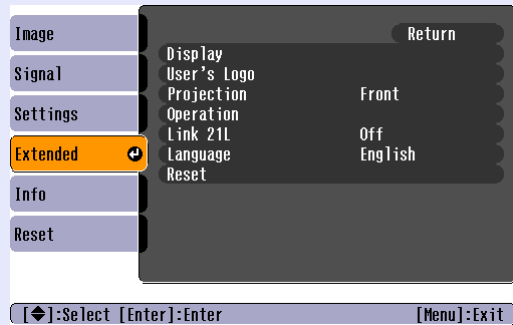 Image
Signal
Settings
Extended
Info
Reset
Return
Display
User's Logo
Projection Front
Operation
Link 21L Off
Language English
Reset
[◆]:Select [Enter]:Enter [Menu]:Exit